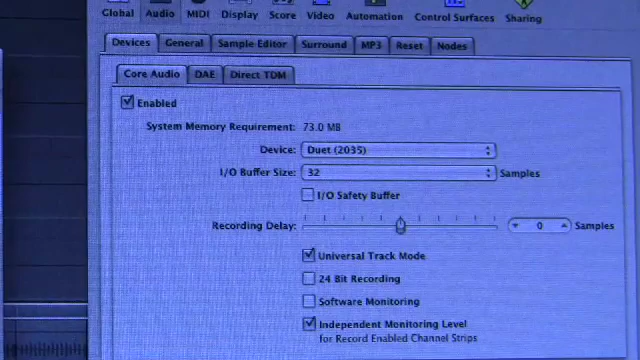 Global Audio MIDI Display Score Video Automation Control Surfaces Sharing
Devices General Sample Editor Surround MP3 Reset Nodes
Core Audio DAE Direct TDM
Enabled
System Memory Requirement: 73.0 MB
Device: Duet (2035)
I/O Buffer Size: 32 Samples
I/O Safety Buffer
Recording Delay: 0 Samples
Universal Track Mode
24 Bit Recording
Software Monitoring
Independent Monitoring Level
for Record Enabled Channel Strips